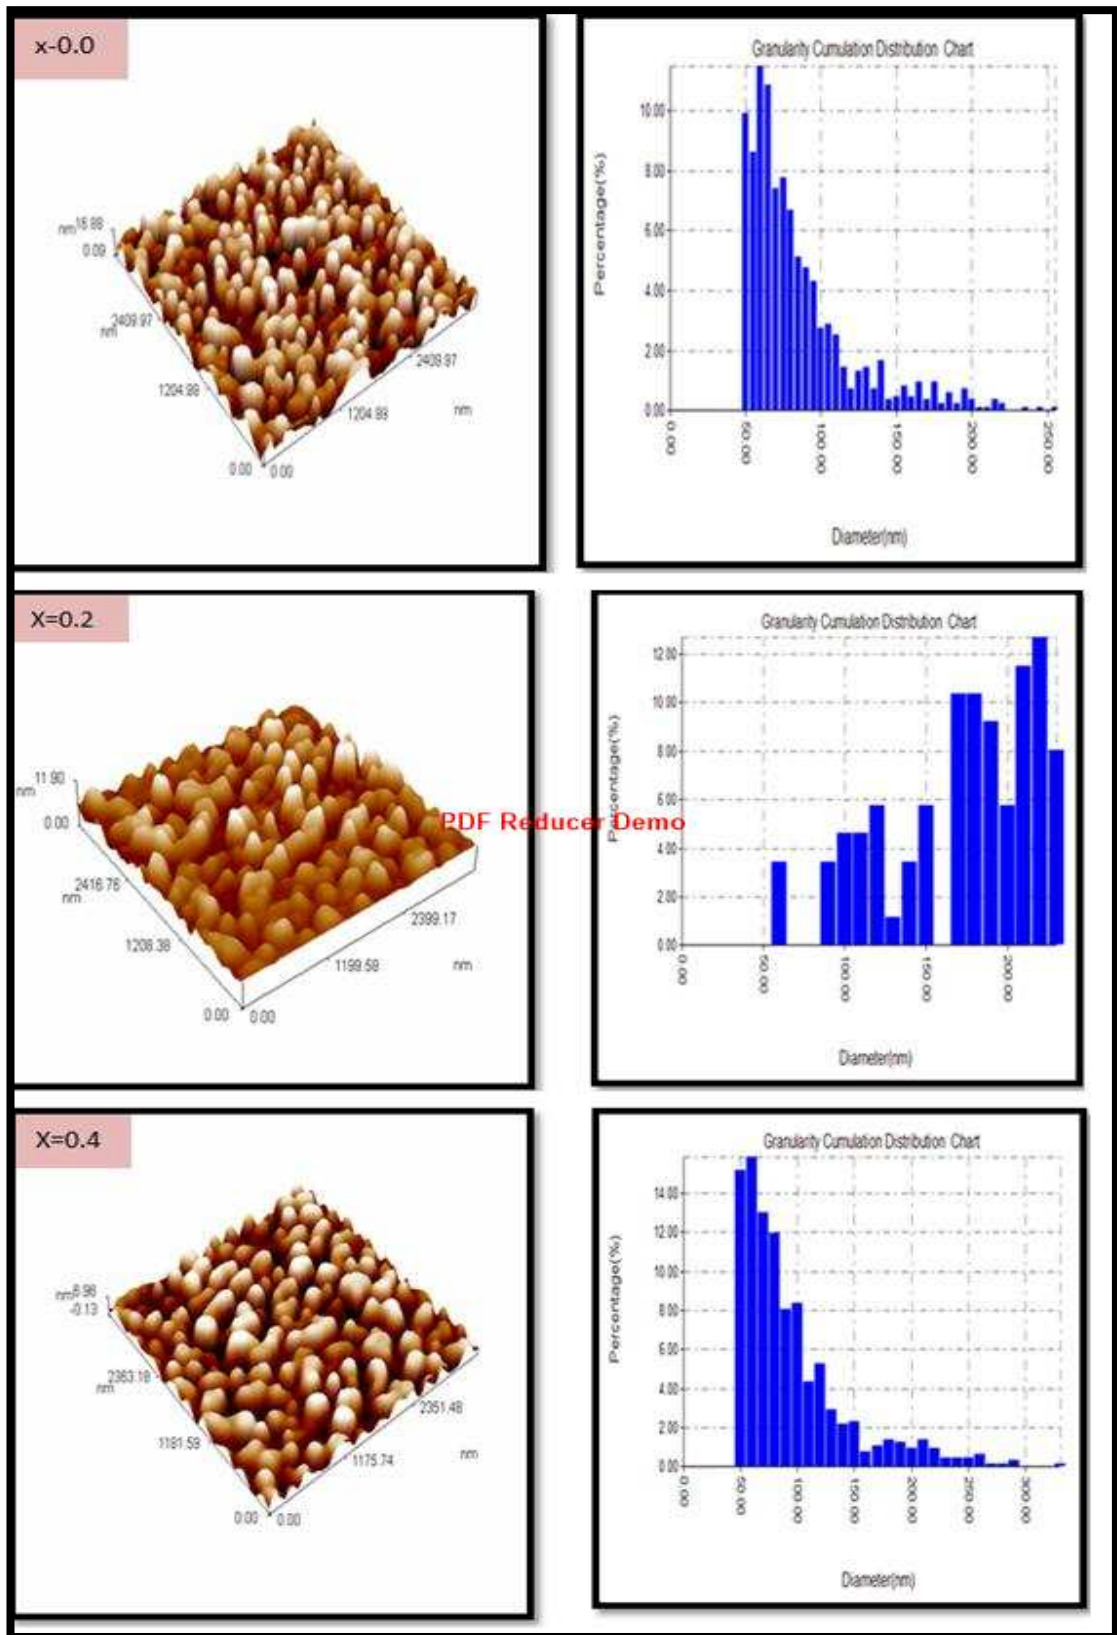 x-0.0
nm 16.88
0.09
nm 2409.97
1204.99
0.00 0.00
1204.99
2409.97
nm
Granularity Cumulation Distribution Chart
Percentage(%)
10.00
8.00
6.00
4.00
2.00
0.00
0.00 50.00 100.00 150.00 200.00 250.00
Diameter(nm)
X=0.2
nm 11.90
0.00
2416.76
nm
1208.38
0.00 0.00
1199.59
2399.17
nm
Granularity Cumulation Distribution Chart
Percentage(%)
12.00
10.00
8.00
6.00
4.00
2.00
0.00
0.00 50.00 100.00 150.00 200.00
Diameter(nm)
PDF Reducer Demo
X=0.4
nm 6.96
-0.13
2363.19
nm
1181.59
0.00 0.00
1175.74
2351.48
nm
Granularity Cumulation Distribution Chart
Percentage(%)
14.00
12.00
10.00
8.00
6.00
4.00
2.00
0.00
0.00 50.00 100.00 150.00 200.00 250.00 300.00
Diameter(nm)